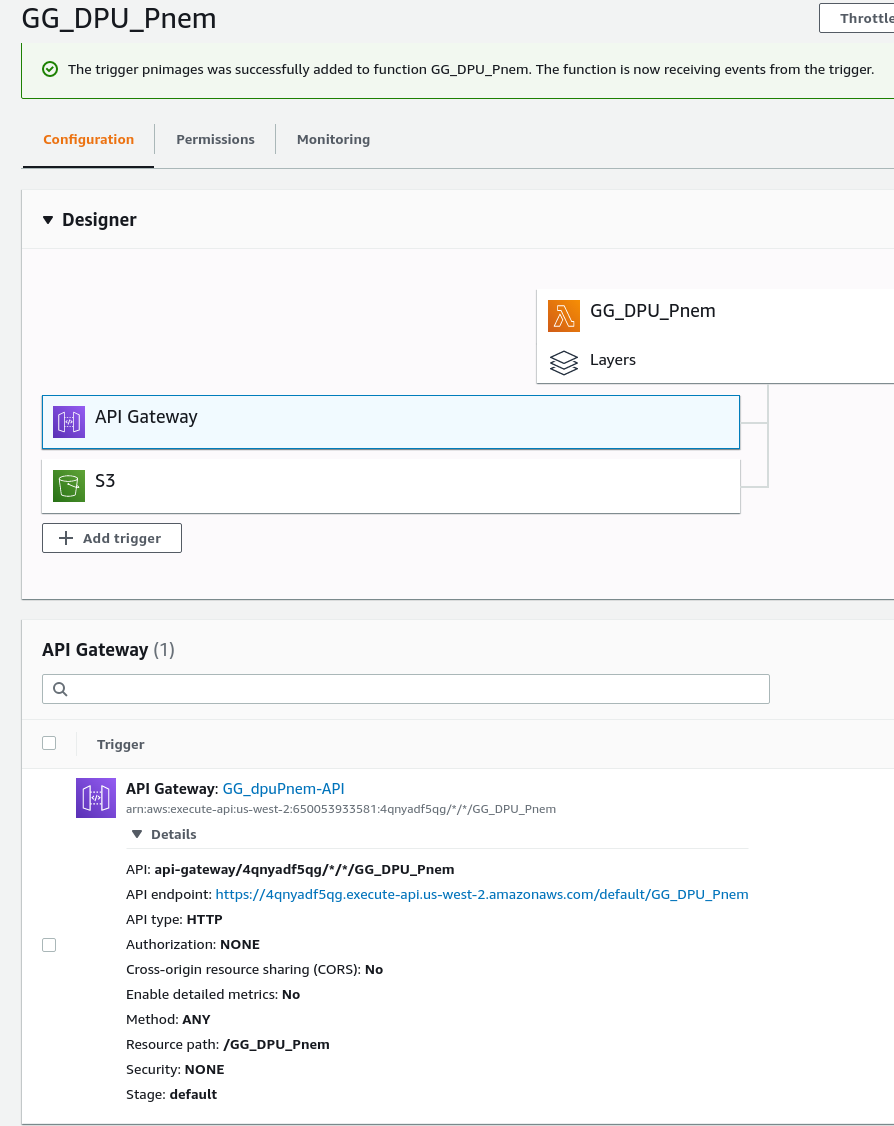 GG_DPU_Pnem
Throttle
The trigger pnimages was successfully added to function GG_DPU_Pnem. The function is now receiving events from the trigger.
Configuration
Permissions
Monitoring
Designer
GG_DPU_Pnem
Layers
API Gateway
S3
Add trigger
API Gateway (1)
Trigger
API Gateway: GG_dpuPnem-API
arn:aws:execute-api:us-west-2:650053933581:4qnyadf5qg/*/*/GG_DPU_Pnem
Details
API: api-gateway/4qnyadf5qg/*/*/GG_DPU_Pnem
API endpoint: https://4qnyadf5qg.execute-api.us-west-2.amazonaws.com/default/GG_DPU_Pnem
API type: HTTP
Authorization: NONE
Cross-origin resource sharing (CORS): No
Enable detailed metrics: No
Method: ANY
Resource path: /GG_DPU_Pnem
Security: NONE
Stage: default